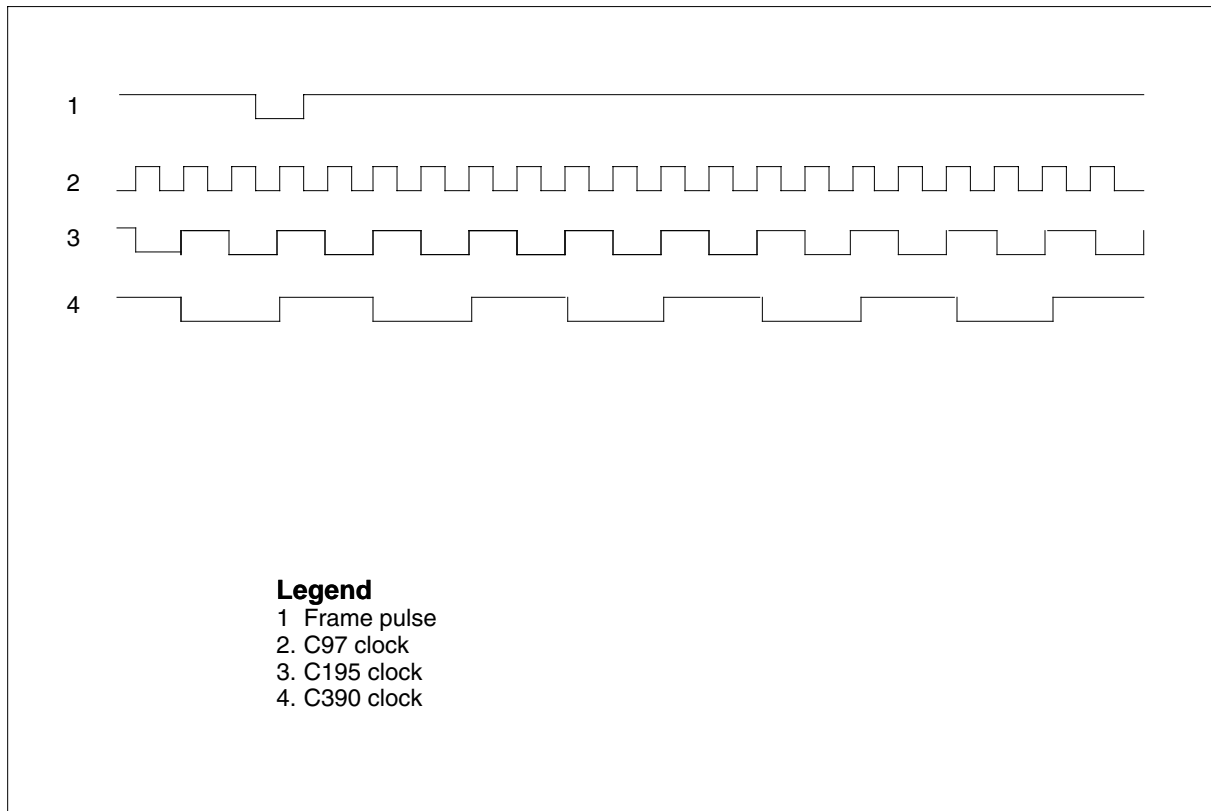 1
2
3
4
Legend
1 Frame pulse
2. C97 clock
3. C195 clock
4. C390 clock